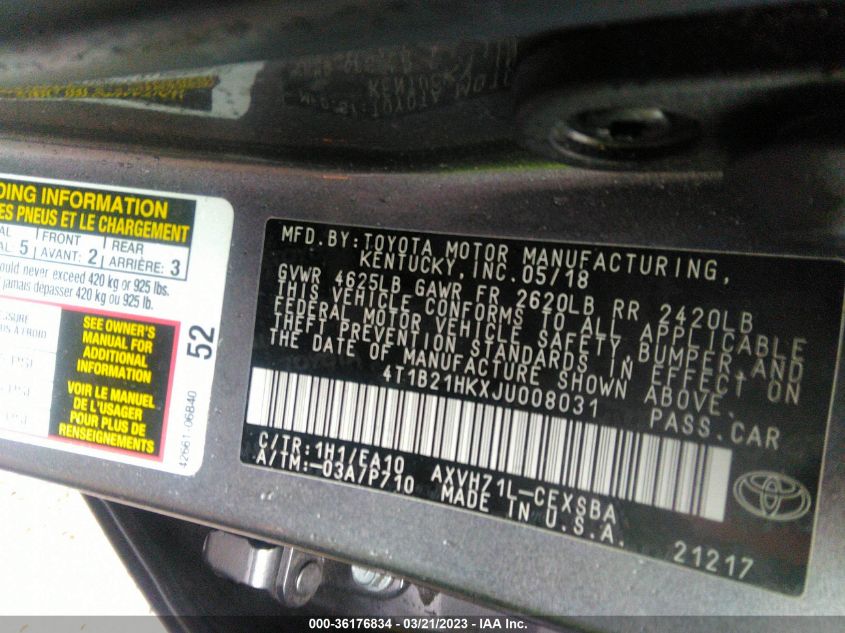 DING INFORMATION
ES PNEUS ET LE CHARGEMENT
AL 5 FRONT REAR
AL: 5 AVANT: 2 ARRIÈRE: 3
ould never exceed 420 kg or 925 lbs.
jamais dépasser 420 kg ou 925 lb.
SEE OWNER'S
MANUAL FOR
ADDITIONAL
INFORMATION
VOIR LE MANUEL
DE L'USAGER
POUR PLUS DE
RENSEIGNEMENTS
52
42661-06B40
MFD.BY:TOYOTA MOTOR MANUFACTURING,
KENTUCKY,INC.05/18
GVWR 4625LB GAWR FR 2620LB RR 2420LB
THIS VEHICLE CONFORMS TO ALL APPLICABLE
FEDERAL MOTOR VEHICLE SAFETY,BUMPER,AND
THEFT PREVENTION STANDARDS IN EFFECT ON
THE DATE OF MANUFACTURE SHOWN ABOVE.
4T1B21HKXJU008031
PASS.CAR
C/TR:1H1/EA10 AXVH71L-CEXSBA
A/TM:-03A/P710 MADE IN U.S.A.
21217
000-36176834 - 03/21/2023 - IAA Inc.